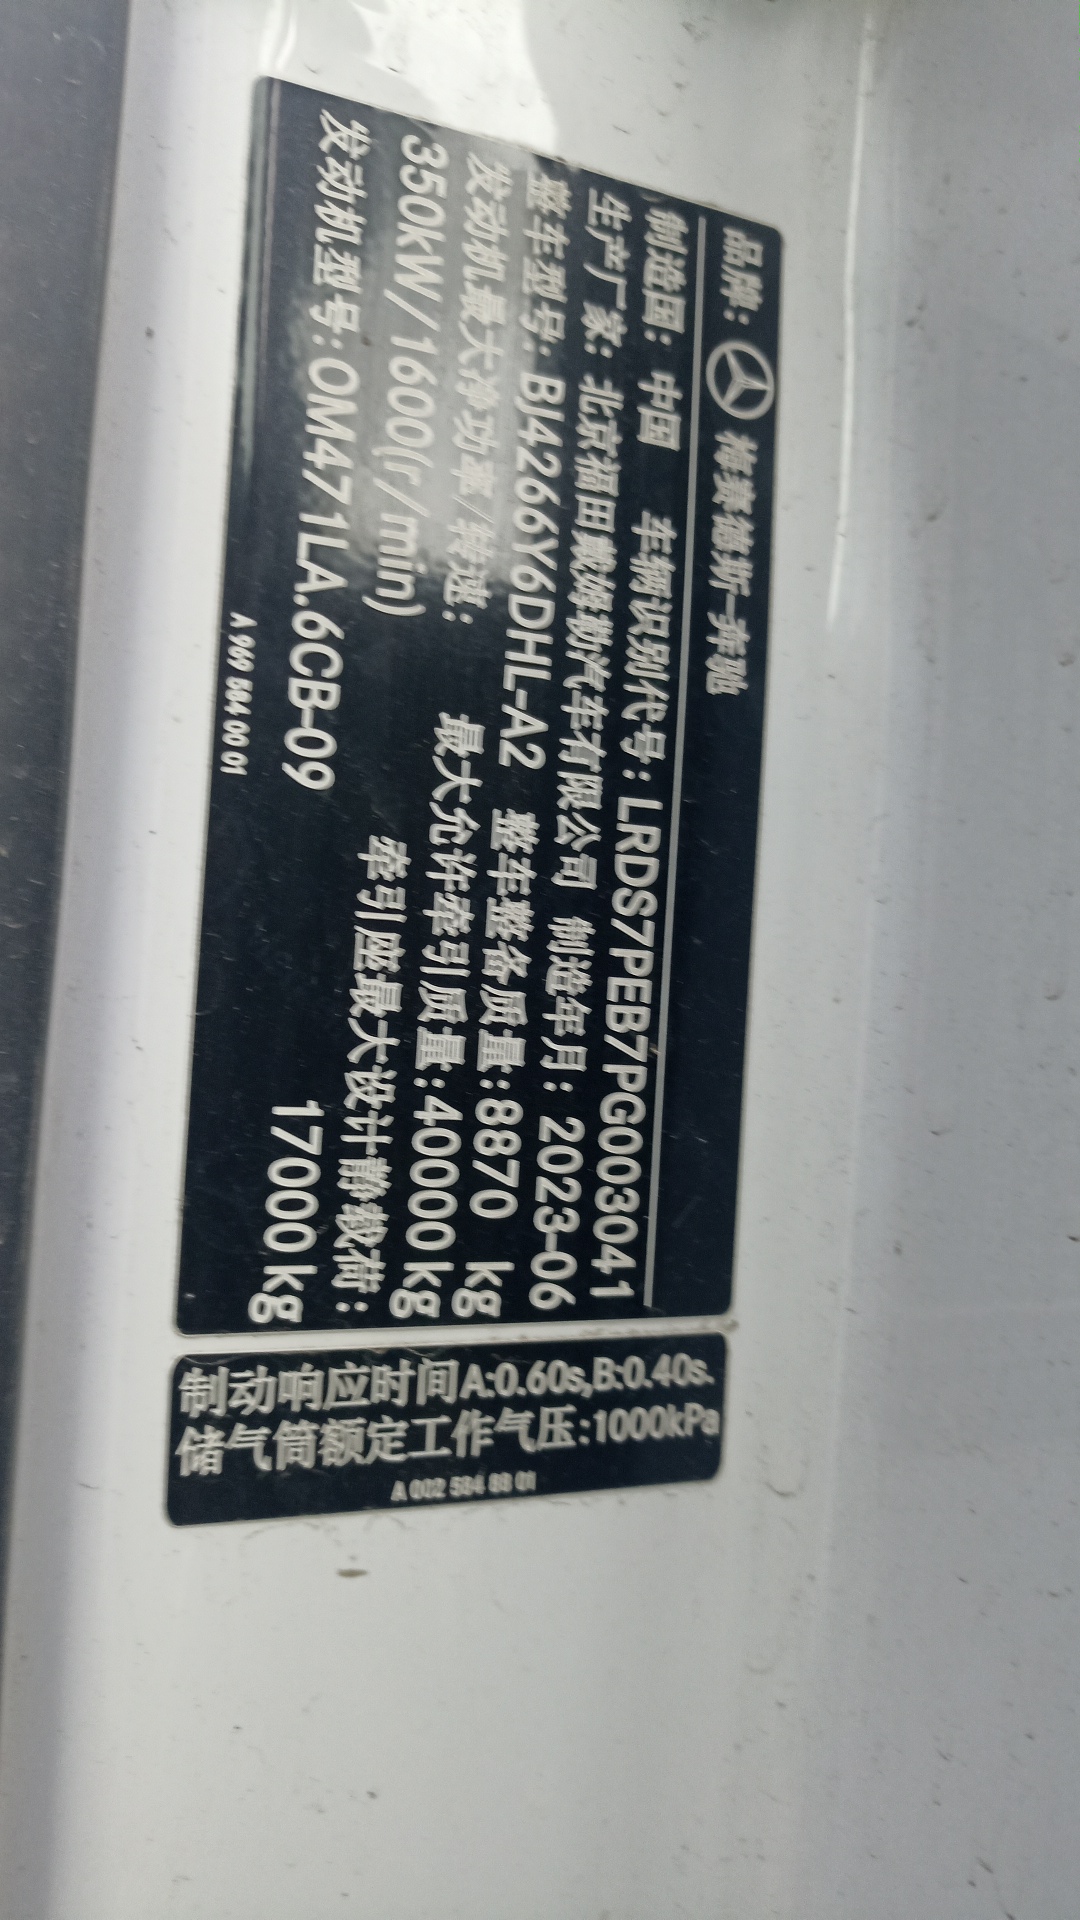 品牌： 梅赛德斯-奔驰
制造国： 中国 车辆识别代号：LRDS7PEB7PG003041
生产厂家：北京福田戴姆勒汽车有限公司 制造年月：2023-06
整车型号：BJ4266Y6DHL-A2 整车整备质量：8870 kg
发动机最大净功率/转速： 最大允许牵引质量：40000kg
350kW/1600(r/min) 牵引座最大设计静载荷：
发动机型号：OM471LA.6CB-09 17000kg
A 969 584 00 01
制动响应时间A:0.60s,B:0.40s.
储气筒额定工作气压:1000kPa
A 002 584 88 01